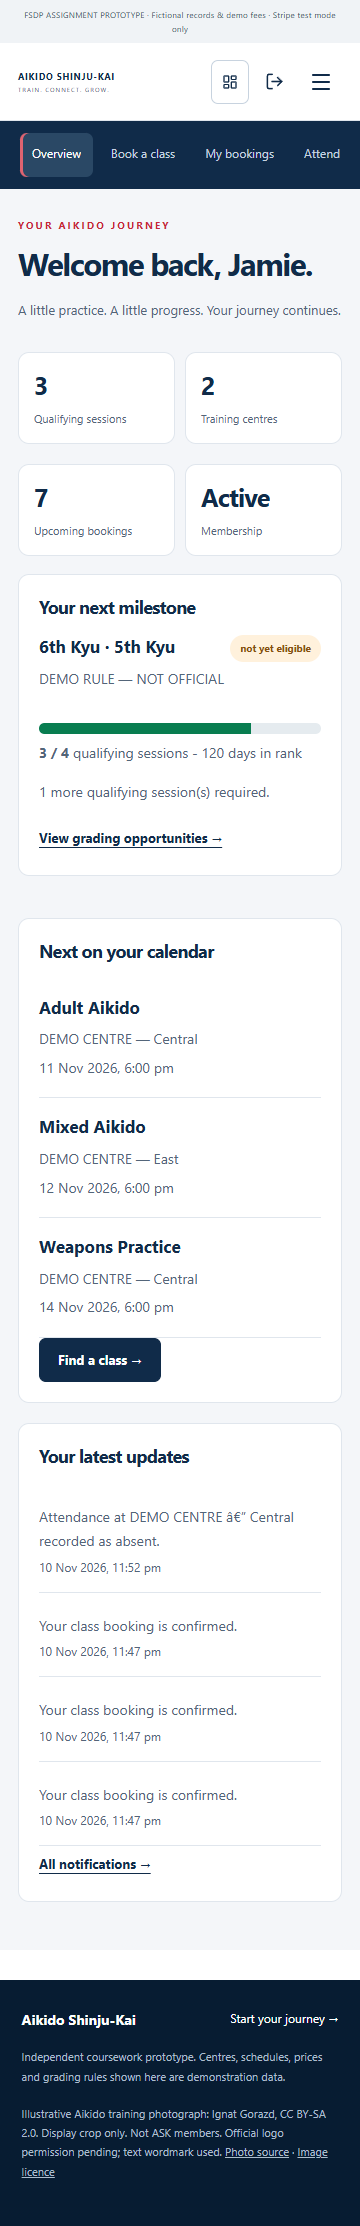 FSDP ASSIGNMENT PROTOTYPE · Fictional records & demo fees · Stripe test mode
only
AIKIDO SHINJU-KAI
TRAIN. CONNECT. GROW.
Overview
Book a class
My bookings
Attend
YOUR AIKIDO JOURNEY
Welcome back, Jamie.
A little practice. A little progress. Your journey continues.
3
Qualifying sessions
2
Training centres
7
Upcoming bookings
Active
Membership
Your next milestone
6th Kyu · 5th Kyu
not yet eligible
DEMO RULE — NOT OFFICIAL
3 / 4 qualifying sessions - 120 days in rank
1 more qualifying session(s) required.
View grading opportunities →
Next on your calendar
Adult Aikido
DEMO CENTRE — Central
11 Nov 2026, 6:00 pm
Mixed Aikido
DEMO CENTRE — East
12 Nov 2026, 6:00 pm
Weapons Practice
DEMO CENTRE — Central
14 Nov 2026, 6:00 pm
Find a class →
Your latest updates
Attendance at DEMO CENTRE â€” Central
recorded as absent.
10 Nov 2026, 11:52 pm
Your class booking is confirmed.
10 Nov 2026, 11:47 pm
Your class booking is confirmed.
10 Nov 2026, 11:47 pm
Your class booking is confirmed.
10 Nov 2026, 11:47 pm
All notifications →
Aikido Shinju-Kai
Start your journey →
Independent coursework prototype. Centres, schedules, prices
and grading rules shown here are demonstration data.
Illustrative Aikido training photograph: Ignat Gorazd, CC BY-SA
2.0. Display crop only. Not ASK members. Official logo
permission pending; text wordmark used. Photo source · Image
licence